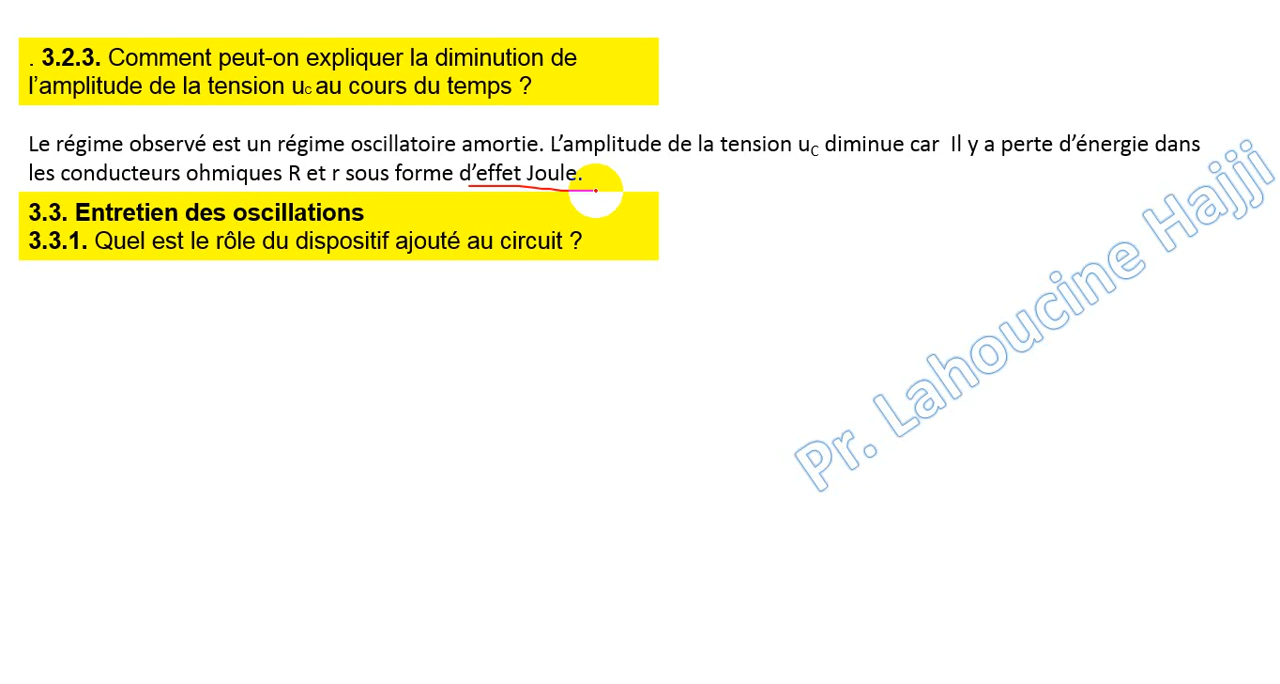 . 3.2.3. Comment peut-on expliquer la diminution de
l’amplitude de la tension uc au cours du temps ?
Le régime observé est un régime oscillatoire amortie. L’amplitude de la tension uC diminue car Il y a perte d’énergie dans
les conducteurs ohmiques R et r sous forme d’effet Joule.
3.3. Entretien des oscillations
3.3.1. Quel est le rôle du dispositif ajouté au circuit ?
Pr. Lahoucine Hajji